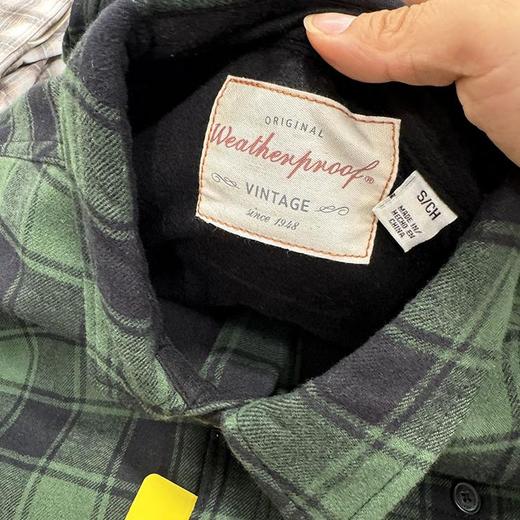 ORIGINAL
Weatherproof®
VINTAGE
since 1948
S/CH
MADE IN/
HECHO EN
CHINA